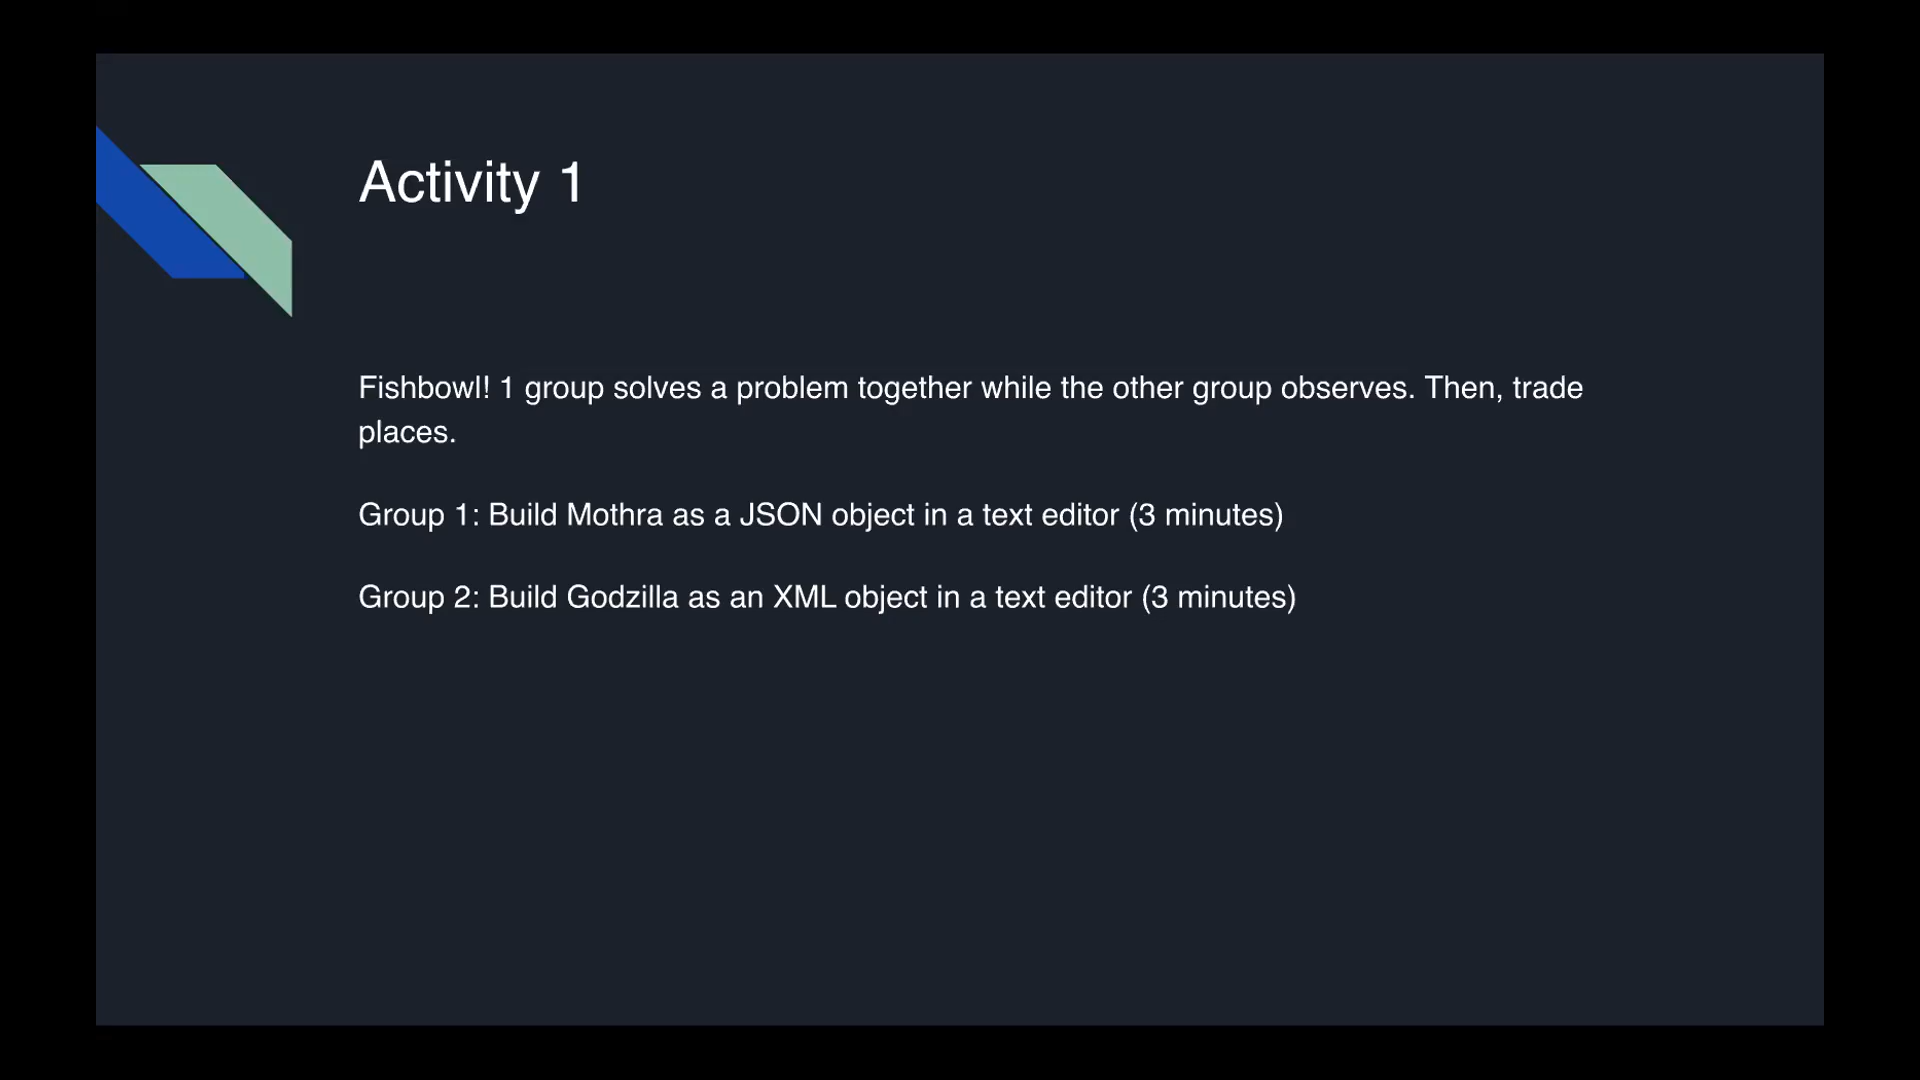 Activity 1
Fishbowl! 1 group solves a problem together while the other group observes. Then, trade
places.
Group 1: Build Mothra as a JSON object in a text editor (3 minutes)
Group 2: Build Godzilla as an XML object in a text editor (3 minutes)